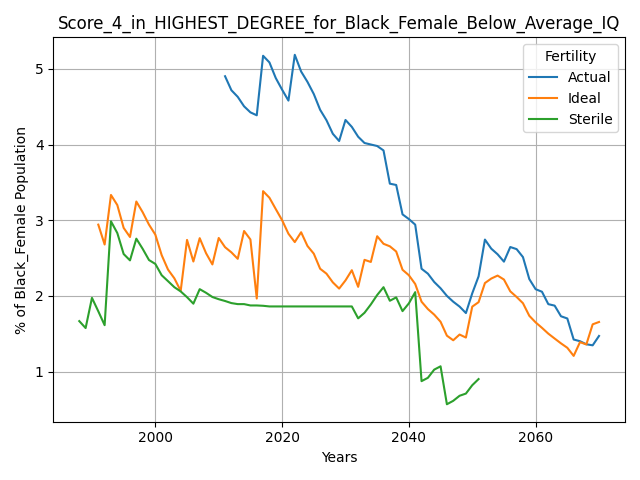 Score_4_in_HIGHEST_DEGREE_for_Black_Female_Below_Average_IQ
Fertility
Actual
Ideal
Sterile
% of Black_Female Population
5
4
3
2
1
2000 2020 2040 2060
Years